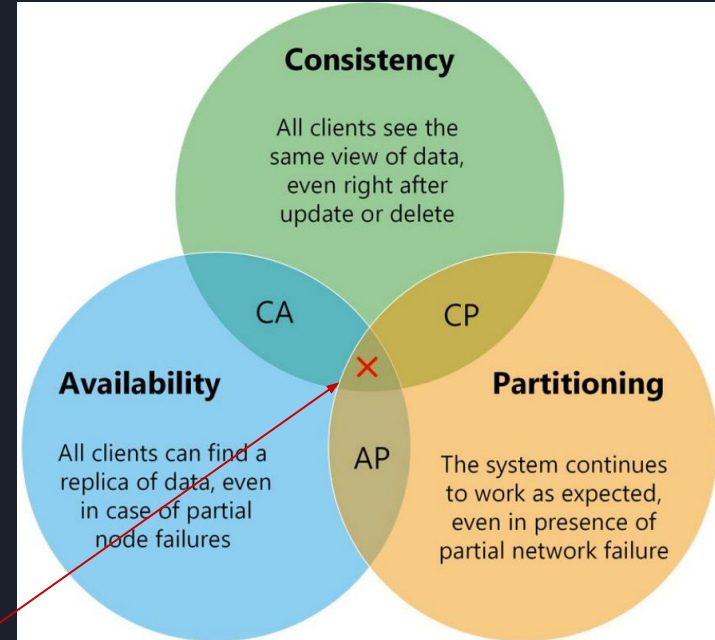 Consistency
All clients see the
same view of data,
even right after
update or delete
CA
CP
Availability
All clients can find a
replica of data, even
in case of partial
node failures
AP
Partitioning
The system continues
to work as expected,
even in presence of
partial network failure